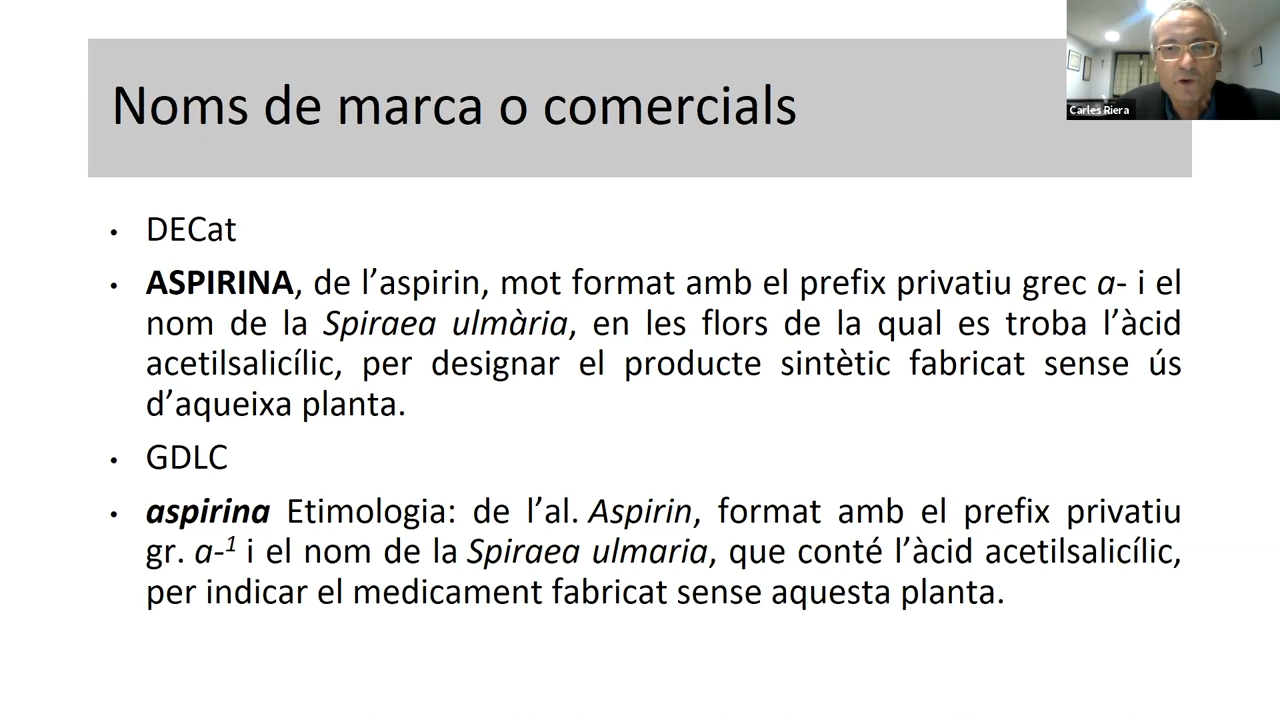 Noms de marca o comercials
Carles Riera
• DECat
• ASPIRINA, de l’aspirin, mot format amb el prefix privatiu grec a- i el
nom de la Spiraea ulmària, en les flors de la qual es troba l’àcid
acetilsalicílic, per designar el producte sintètic fabricat sense ús
d’aqueixa planta.
• GDLC
• aspirina Etimologia: de l’al. Aspirin, format amb el prefix privatiu
gr. a-¹ i el nom de la Spiraea ulmaria, que conté l’àcid acetilsalicílic,
per indicar el medicament fabricat sense aquesta planta.